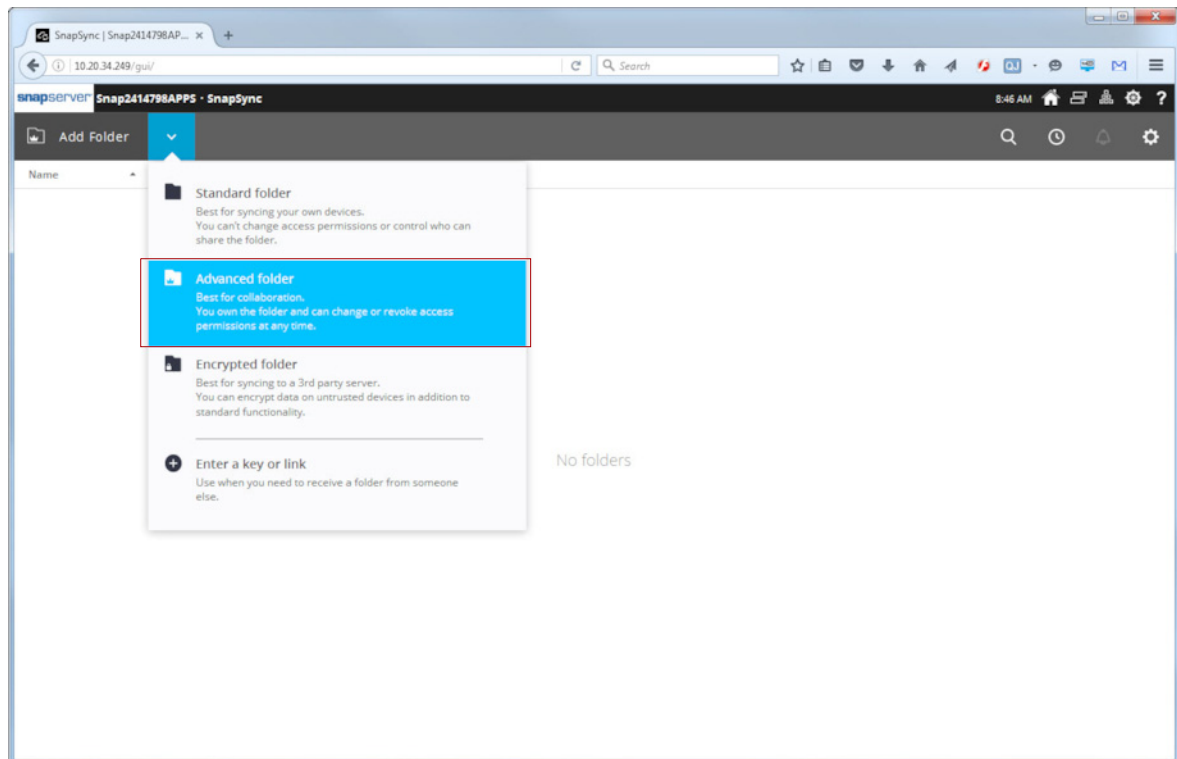 SnapSync | Snap2414798AP...
10.20.34.249/gui/
Search
snapserver Snap2414798APPS · SnapSync
8:46 AM
Add Folder
Name
Standard folder
Best for syncing your own devices.
You can't change access permissions or control who can
share the folder.
Advanced folder
Best for collaboration.
You own the folder and can change or revoke access
permissions at any time.
Encrypted folder
Best for syncing to a 3rd party server.
You can encrypt data on untrusted devices in addition to
standard functionality.
Enter a key or link
Use when you need to receive a folder from someone
else.
No folders